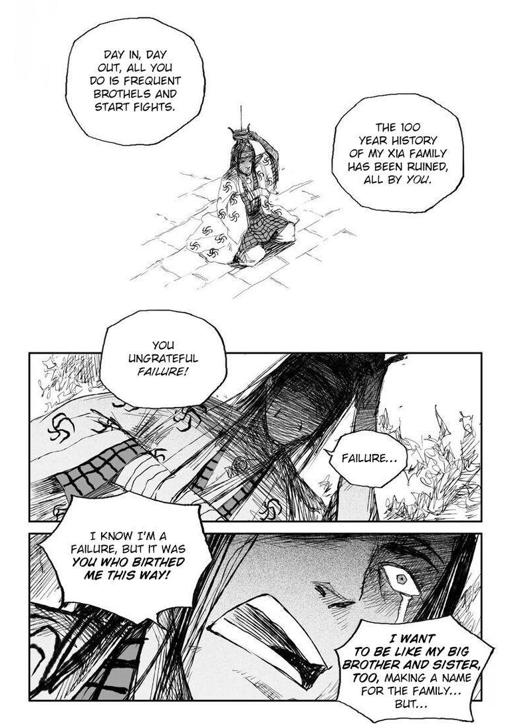 DAY IN, DAY
OUT, ALL YOU
DO IS FREQUENT
BROTHELS AND
START FIGHTS.
THE 100
YEAR HISTORY
OF MY XIA FAMILY
HAS BEEN RUINED,
ALL BY YOU.
YOU
UNGRATEFUL
FAILURE!
FAILURE...
I KNOW I'M A
FAILURE, BUT IT WAS
YOU WHO BIRTHED
ME THIS WAY!
I WANT
TO BE LIKE MY BIG
BROTHER AND SISTER,
TOO, MAKING A NAME
FOR THE FAMILY...
BUT...